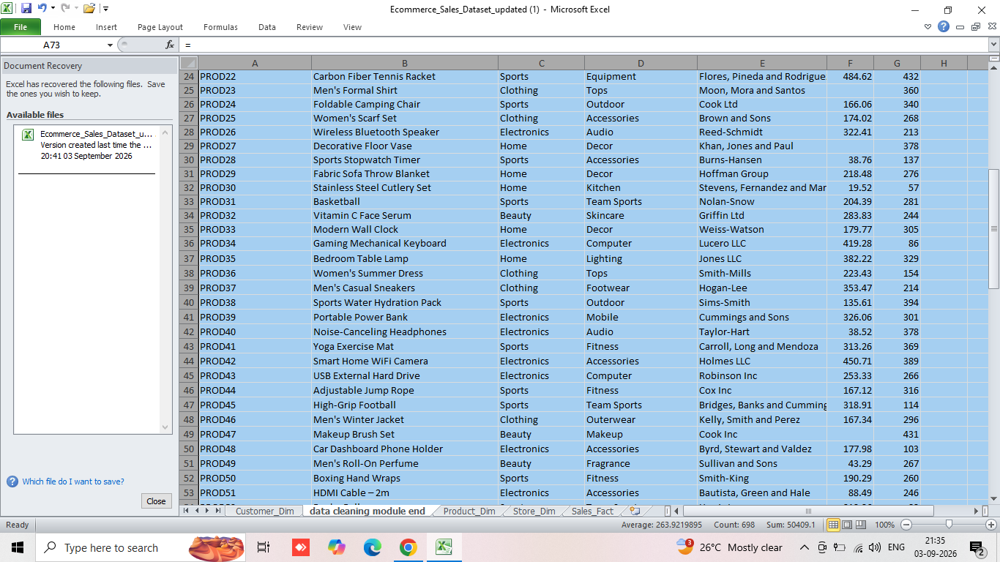 Ecommerce_Sales_Dataset_updated (1) - Microsoft Excel
File Home Insert Page Layout Formulas Data Review View
A73 fx =
Document Recovery
Excel has recovered the following files. Save
the ones you wish to keep.
Available files
Ecommerce_Sales_Dataset_u...
Version created last time the ...
20:41 03 September 2026
Which file do I want to save?
Close
A B C D E F G H
24 PROD22 Carbon Fiber Tennis Racket Sports Equipment Flores, Pineda and Rodrigue 484.62 432
25 PROD23 Men's Formal Shirt Clothing Tops Moon, Mora and Santos 360
26 PROD24 Foldable Camping Chair Sports Outdoor Cook Ltd 166.06 340
27 PROD25 Women's Scarf Set Clothing Accessories Brown and Sons 174.02 268
28 PROD26 Wireless Bluetooth Speaker Electronics Audio Reed-Schmidt 322.41 213
29 PROD27 Decorative Floor Vase Home Decor Khan, Jones and Paul 378
30 PROD28 Sports Stopwatch Timer Sports Accessories Burns-Hansen 38.76 137
31 PROD29 Fabric Sofa Throw Blanket Home Decor Hoffman Group 218.48 276
32 PROD30 Stainless Steel Cutlery Set Home Kitchen Stevens, Fernandez and Mar 19.52 57
33 PROD31 Basketball Sports Team Sports Nolan-Snow 204.39 281
34 PROD32 Vitamin C Face Serum Beauty Skincare Griffin Ltd 283.83 244
35 PROD33 Modern Wall Clock Home Decor Weiss-Watson 179.77 305
36 PROD34 Gaming Mechanical Keyboard Electronics Computer Lucero LLC 419.28 86
37 PROD35 Bedroom Table Lamp Home Lighting Jones LLC 382.22 329
38 PROD36 Women's Summer Dress Clothing Tops Smith-Mills 223.43 154
39 PROD37 Men's Casual Sneakers Clothing Footwear Hogan-Lee 353.47 214
40 PROD38 Sports Water Hydration Pack Sports Outdoor Sims-Smith 135.61 394
41 PROD39 Portable Power Bank Electronics Mobile Cummings and Sons 326.06 301
42 PROD40 Noise-Canceling Headphones Electronics Audio Taylor-Hart 38.52 378
43 PROD41 Yoga Exercise Mat Sports Fitness Carroll, Long and Mendoza 313.26 369
44 PROD42 Smart Home WiFi Camera Electronics Accessories Holmes LLC 450.71 389
45 PROD43 USB External Hard Drive Electronics Computer Robinson Inc 253.33 266
46 PROD44 Adjustable Jump Rope Sports Fitness Cox Inc 167.12 316
47 PROD45 High-Grip Football Sports Team Sports Bridges, Banks and Cumming 318.91 114
48 PROD46 Men's Winter Jacket Clothing Outerwear Kelly, Smith and Perez 167.34 296
49 PROD47 Makeup Brush Set Beauty Makeup Cook Inc 431
50 PROD48 Car Dashboard Phone Holder Electronics Accessories Byrd, Stewart and Valdez 177.98 103
51 PROD49 Men's Roll-On Perfume Beauty Fragrance Sullivan and Sons 43.29 267
52 PROD50 Boxing Hand Wraps Sports Fitness Smith-King 190.29 260
53 PROD51 HDMI Cable – 2m Electronics Accessories Bautista, Green and Hale 88.49 246
Customer_Dim data cleaning module end Product_Dim Store_Dim Sales_Fact
Ready Average: 263.9219895 Count: 698 Sum: 50409.1 100%
Type here to search 3 26°C Mostly clear ENG 21:35
03-09-2026 2